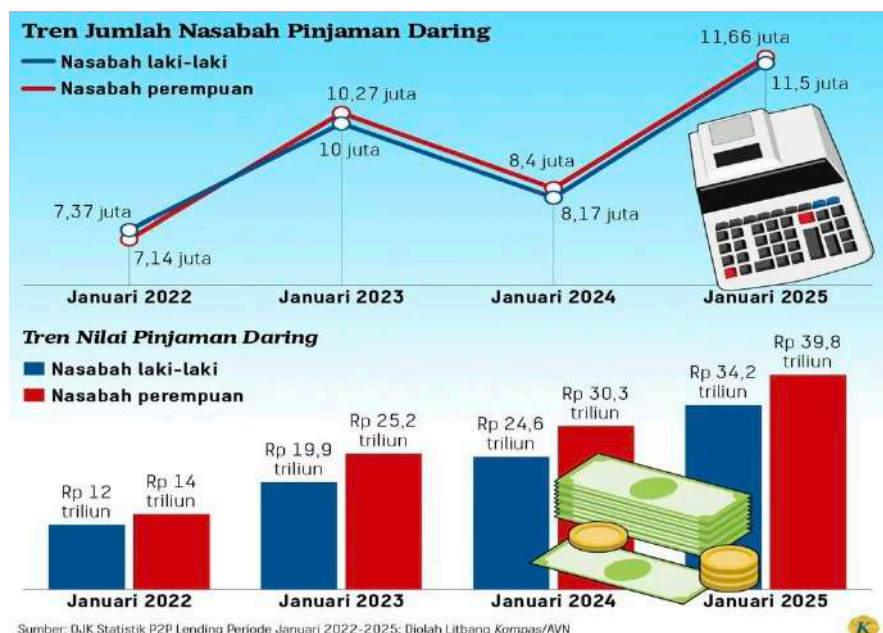 Tren Jumlah Nasabah Pinjaman Daring
Nasabah laki-laki
Nasabah perempuan
7,37 juta
7,14 juta
10,27 juta
10 juta
8,4 juta
8,17 juta
11,66 juta
11,5 juta
Januari 2022
Januari 2023
Januari 2024
Januari 2025
Tren Nilai Pinjaman Daring
Nasabah laki-laki
Nasabah perempuan
Rp 12
triliun
Rp 14
triliun
Rp 19,9
triliun
Rp 25,2
triliun
Rp 24,6
triliun
Rp 30,3
triliun
Rp 34,2
triliun
Rp 39,8
triliun
Januari 2022
Januari 2023
Januari 2024
Januari 2025
Sumber: OJK Statistik P2P Lending Periode Januari 2022-2025; Diolah Litbang Kompas/AVN
K